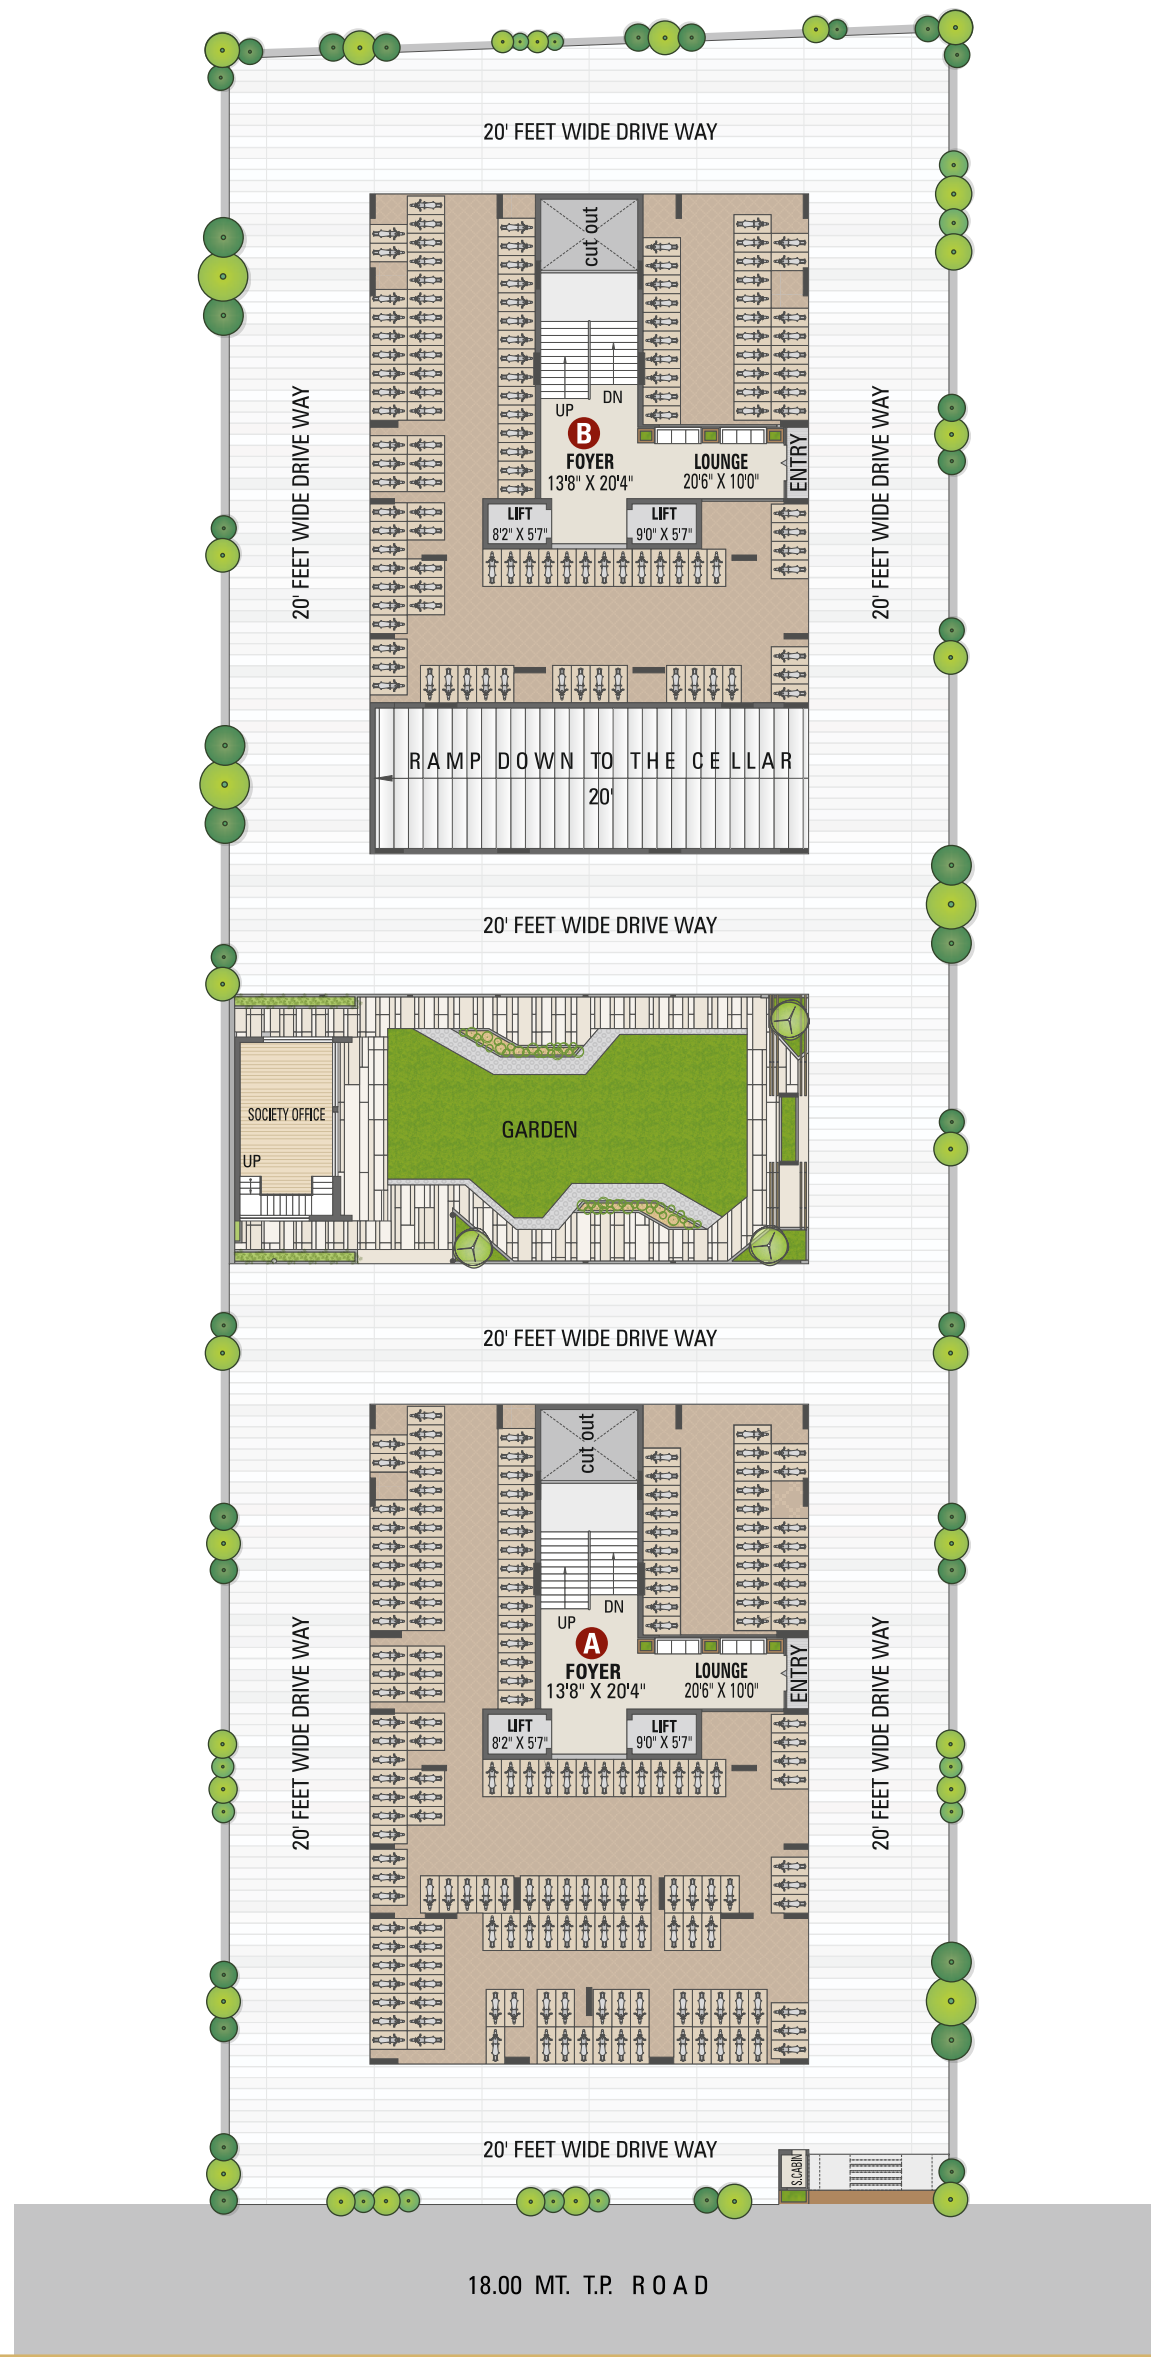 20' FEET WIDE DRIVE WAY
cut out
UP
DN
B
FOYER
13'8" X 20'4"
LOUNGE
20'6" X 10'0"
ENTRY
LIFT
8'2" X 5'7"
LIFT
9'0" X 5'7"
20' FEET WIDE DRIVE WAY
20' FEET WIDE DRIVE WAY
RAMP DOWN TO THE CELLAR
20'
20' FEET WIDE DRIVE WAY
SOCIETY OFFICE
UP
GARDEN
20' FEET WIDE DRIVE WAY
cut out
UP
DN
A
FOYER
13'8" X 20'4"
LOUNGE
20'6" X 10'0"
ENTRY
LIFT
8'2" X 5'7"
LIFT
9'0" X 5'7"
20' FEET WIDE DRIVE WAY
20' FEET WIDE DRIVE WAY
20' FEET WIDE DRIVE WAY
S.CABIN
18.00 MT. T.P. ROAD